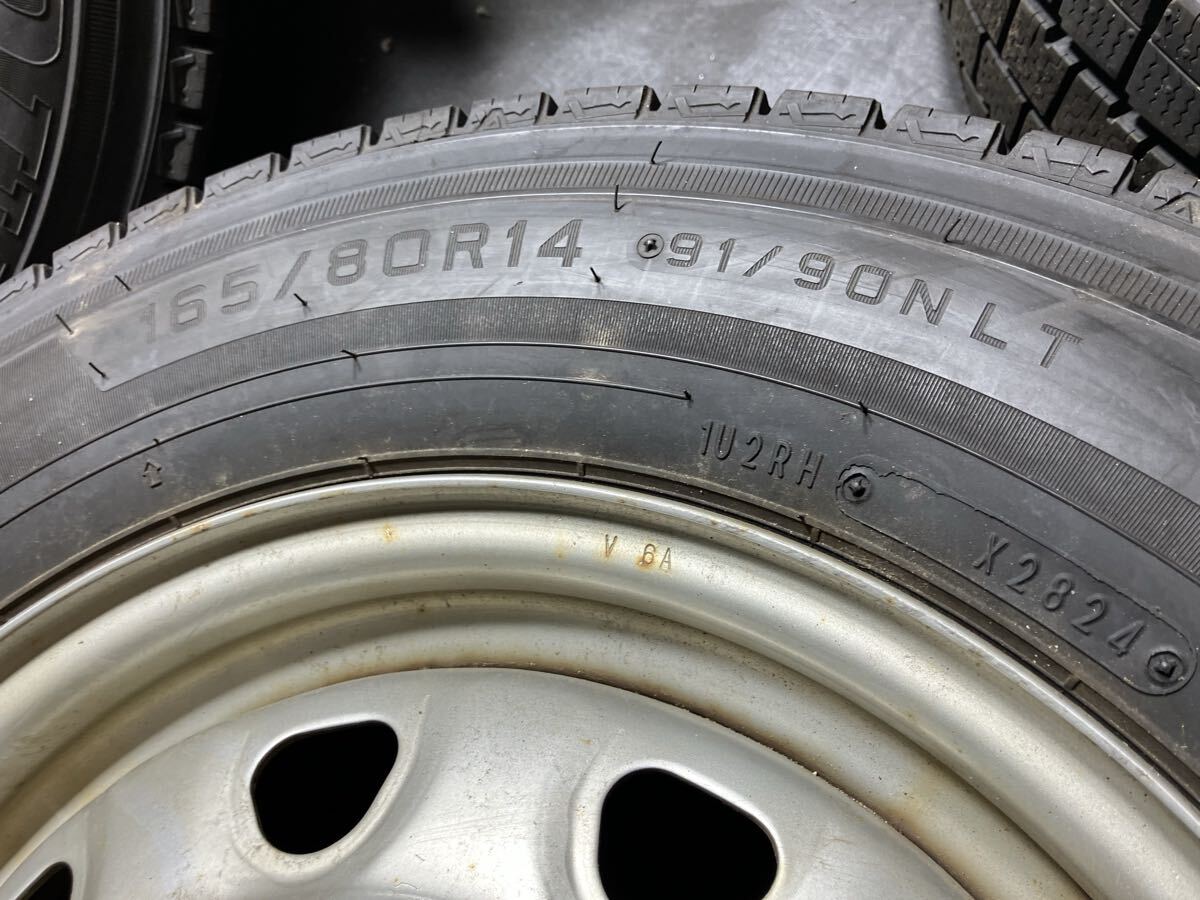 165/80R14 91/90N LT
1U2RH
X2824
V 6A